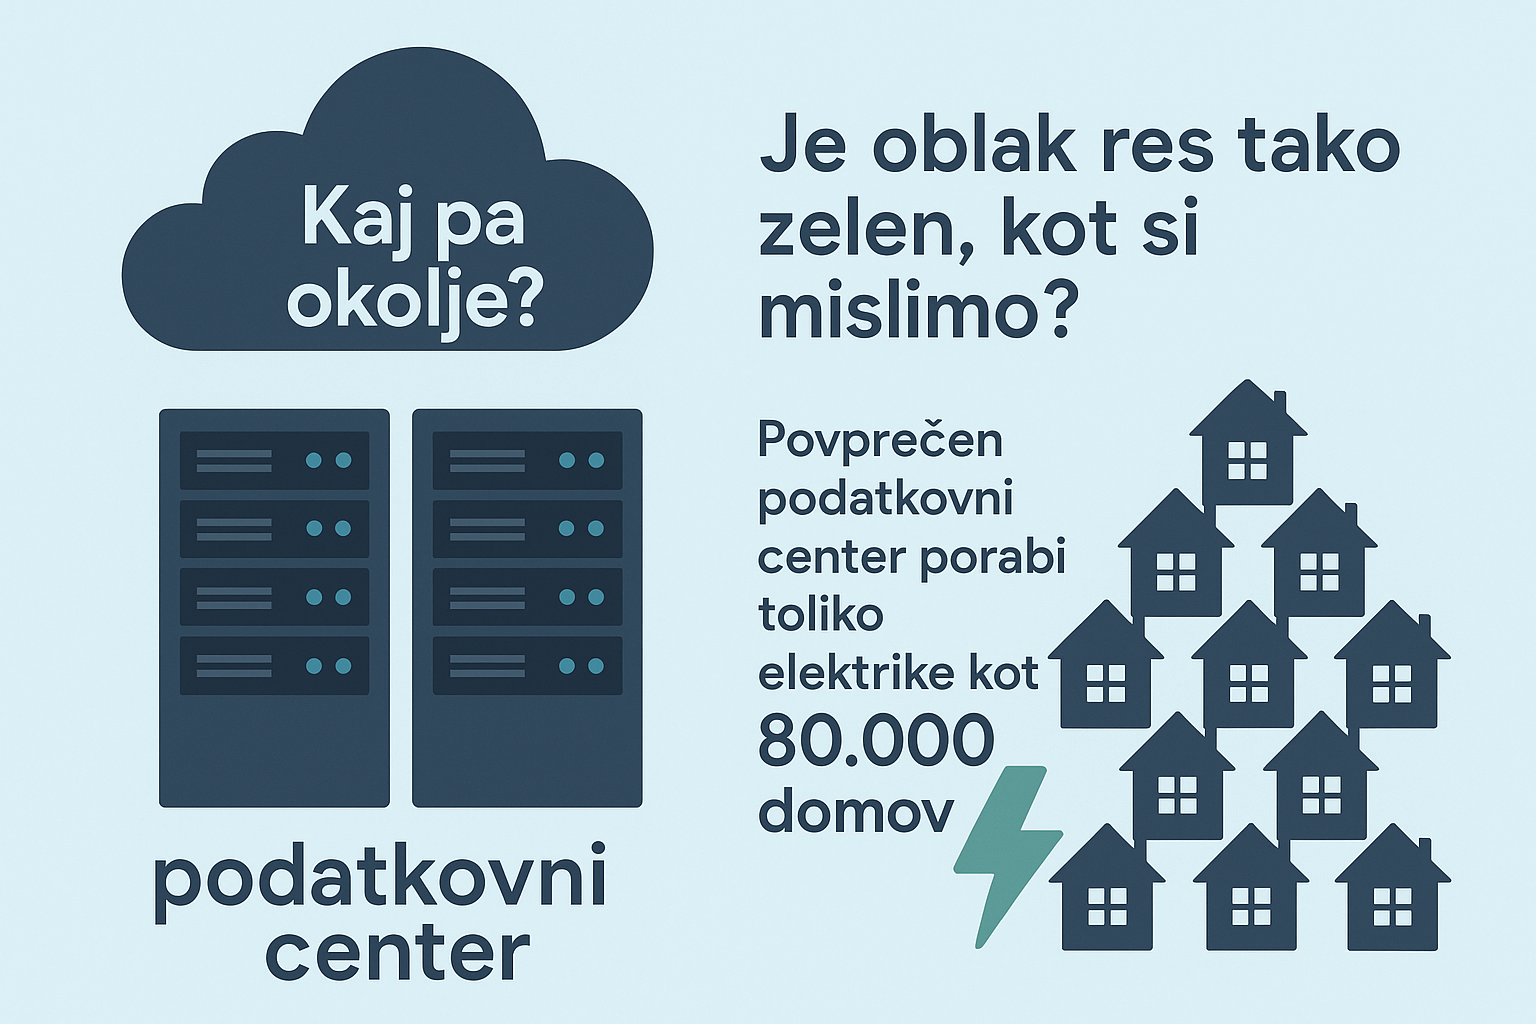 Kaj pa
okolje?
podatkovni
center
Je oblak res tako
zelen, kot si
mislimo?
Povprečen
podatkovni
center porabi
toliko
elektrike kot
80.000
domov